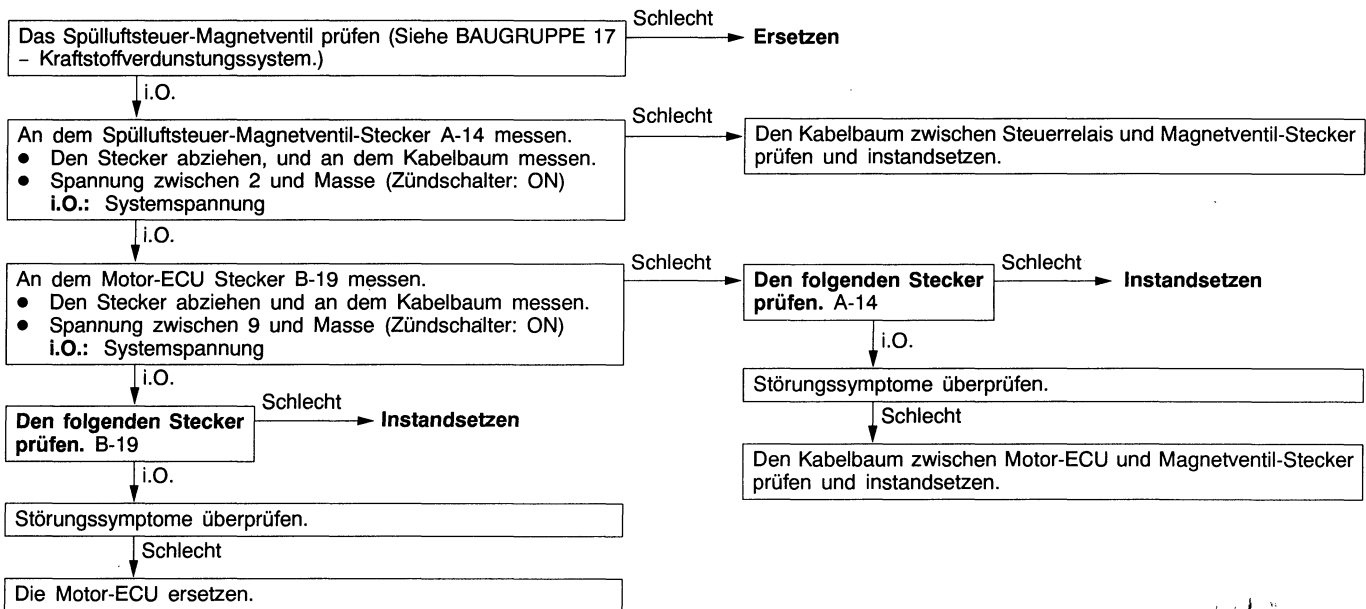 Das Spülluftsteuer-Magnetventil prüfen (Siehe BAUGRUPPE 17
– Kraftstoffverdunstungssystem.)
Schlecht
Ersetzen
i.O.
An dem Spülluftsteuer-Magnetventil-Stecker A-14 messen.
● Den Stecker abziehen, und an dem Kabelbaum messen.
● Spannung zwischen 2 und Masse (Zündschalter: ON)
i.O.: Systemspannung
Schlecht
Den Kabelbaum zwischen Steuerrelais und Magnetventil-Stecker
prüfen und instandsetzen.
i.O.
An dem Motor-ECU Stecker B-19 messen.
● Den Stecker abziehen und an dem Kabelbaum messen.
● Spannung zwischen 9 und Masse (Zündschalter: ON)
i.O.: Systemspannung
Schlecht
Den folgenden Stecker
prüfen. A-14
Schlecht
Instandsetzen
i.O.
Störungssymptome überprüfen.
Schlecht
Den Kabelbaum zwischen Motor-ECU und Magnetventil-Stecker
prüfen und instandsetzen.
i.O.
Den folgenden Stecker
prüfen. B-19
Schlecht
Instandsetzen
i.O.
Störungssymptome überprüfen.
Schlecht
Die Motor-ECU ersetzen.